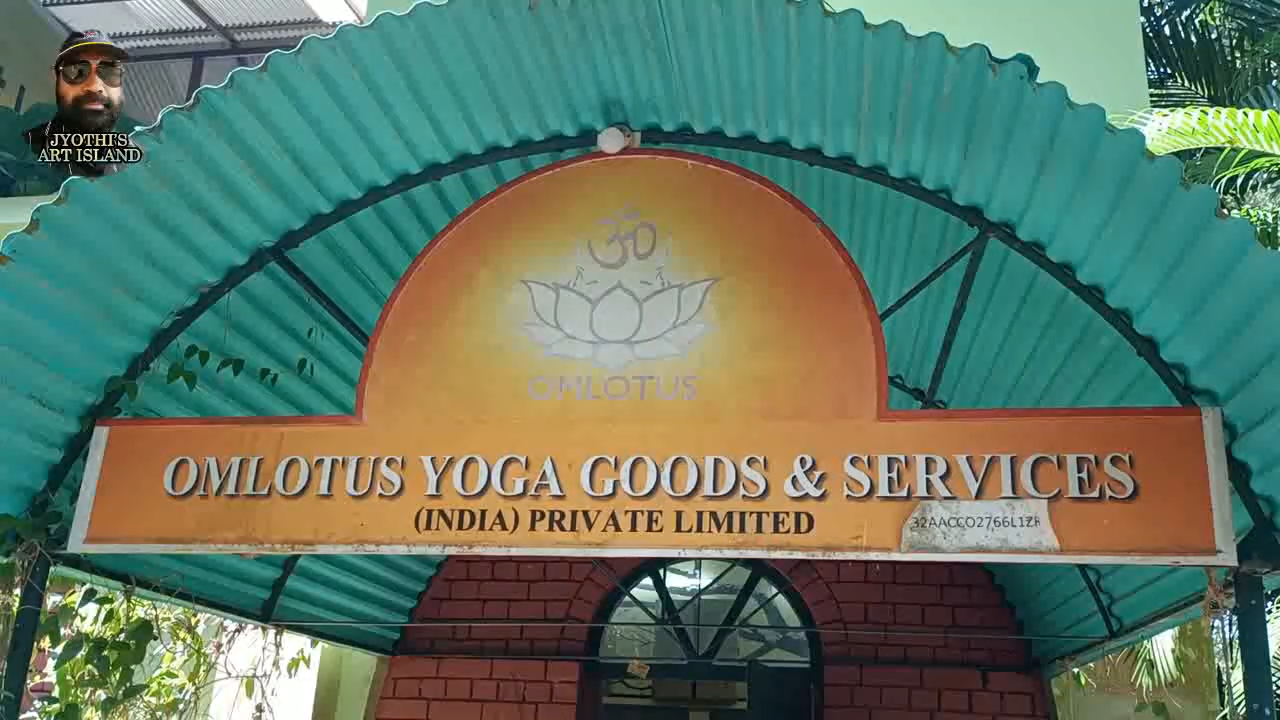 JYOTHI'S
ART ISLAND
ॐ
OMLOTUS
OMLOTUS YOGA GOODS & SERVICES
(INDIA) PRIVATE LIMITED
32AACCO2766L1ZR